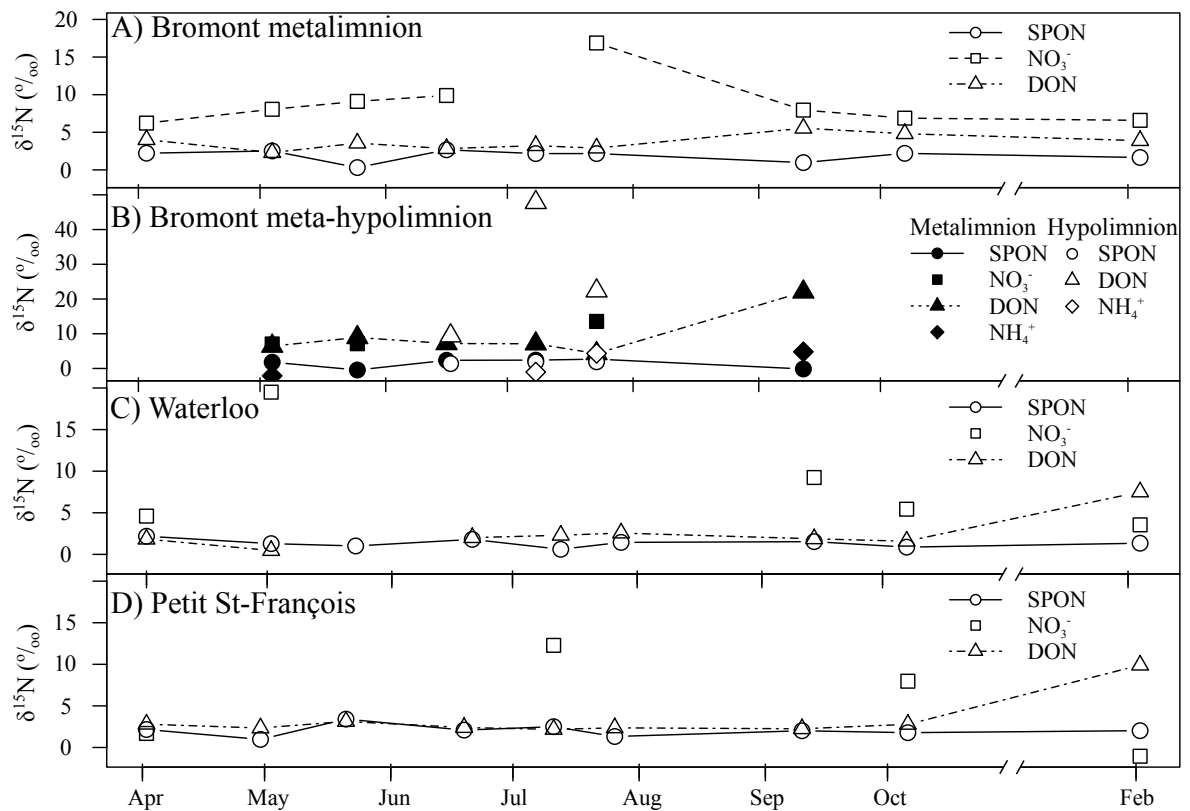 A) Bromont metalimnion
SPON
NO₃⁻
DON
δ¹⁵N (‰)
20
15
10
5
0
B) Bromont meta-hypolimnion
Metalimnion Hypolimnion
SPON SPON
NO₃⁻ DON
DON NH₄⁺
NH₄⁺
δ¹⁵N (‰)
40
30
20
10
0
C) Waterloo
SPON
NO₃⁻
DON
δ¹⁵N (‰)
15
10
5
0
D) Petit St-François
SPON
NO₃⁻
DON
δ¹⁵N (‰)
15
10
5
0
Apr May Jun Jul Aug Sep Oct Feb